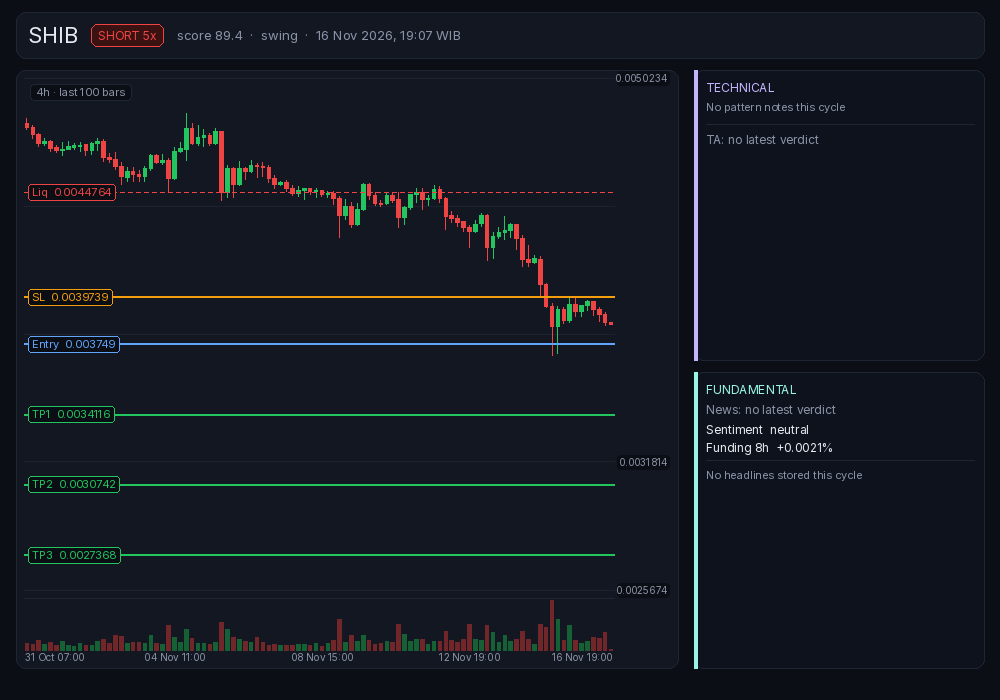 SHIB SHORT 5x score 89.4 · swing · 16 Nov 2026, 19:07 WIB
4h · last 100 bars
0.0050234
Liq 0.0044764
SL 0.0039739
Entry 0.003749
TP1 0.0034116
0.0031814
TP2 0.0030742
TP3 0.0027368
0.0025674
31 Oct 07:00 04 Nov 11:00 08 Nov 15:00 12 Nov 19:00 16 Nov 19:00
TECHNICAL
No pattern notes this cycle
TA: no latest verdict
FUNDAMENTAL
News: no latest verdict
Sentiment neutral
Funding 8h +0.0021%
No headlines stored this cycle